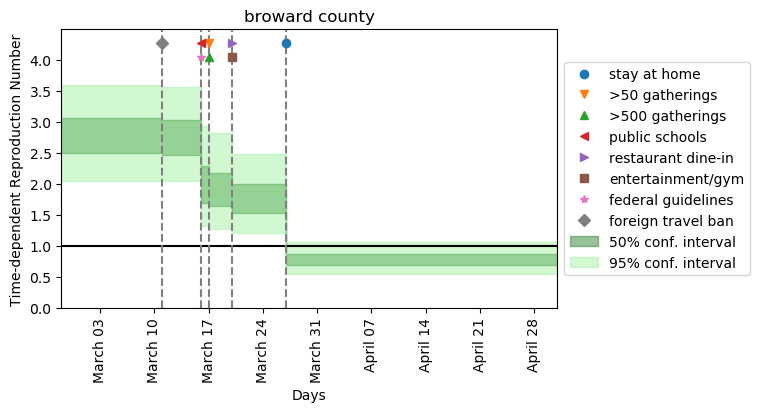 broward county
Time-dependent Reproduction Number
4.0
3.5
3.0
2.5
2.0
1.5
1.0
0.5
0.0
March 03
March 10
March 17
March 24
March 31
April 07
April 14
April 21
April 28
Days
stay at home
>50 gatherings
>500 gatherings
public schools
restaurant dine-in
entertainment/gym
federal guidelines
foreign travel ban
50% conf. interval
95% conf. interval